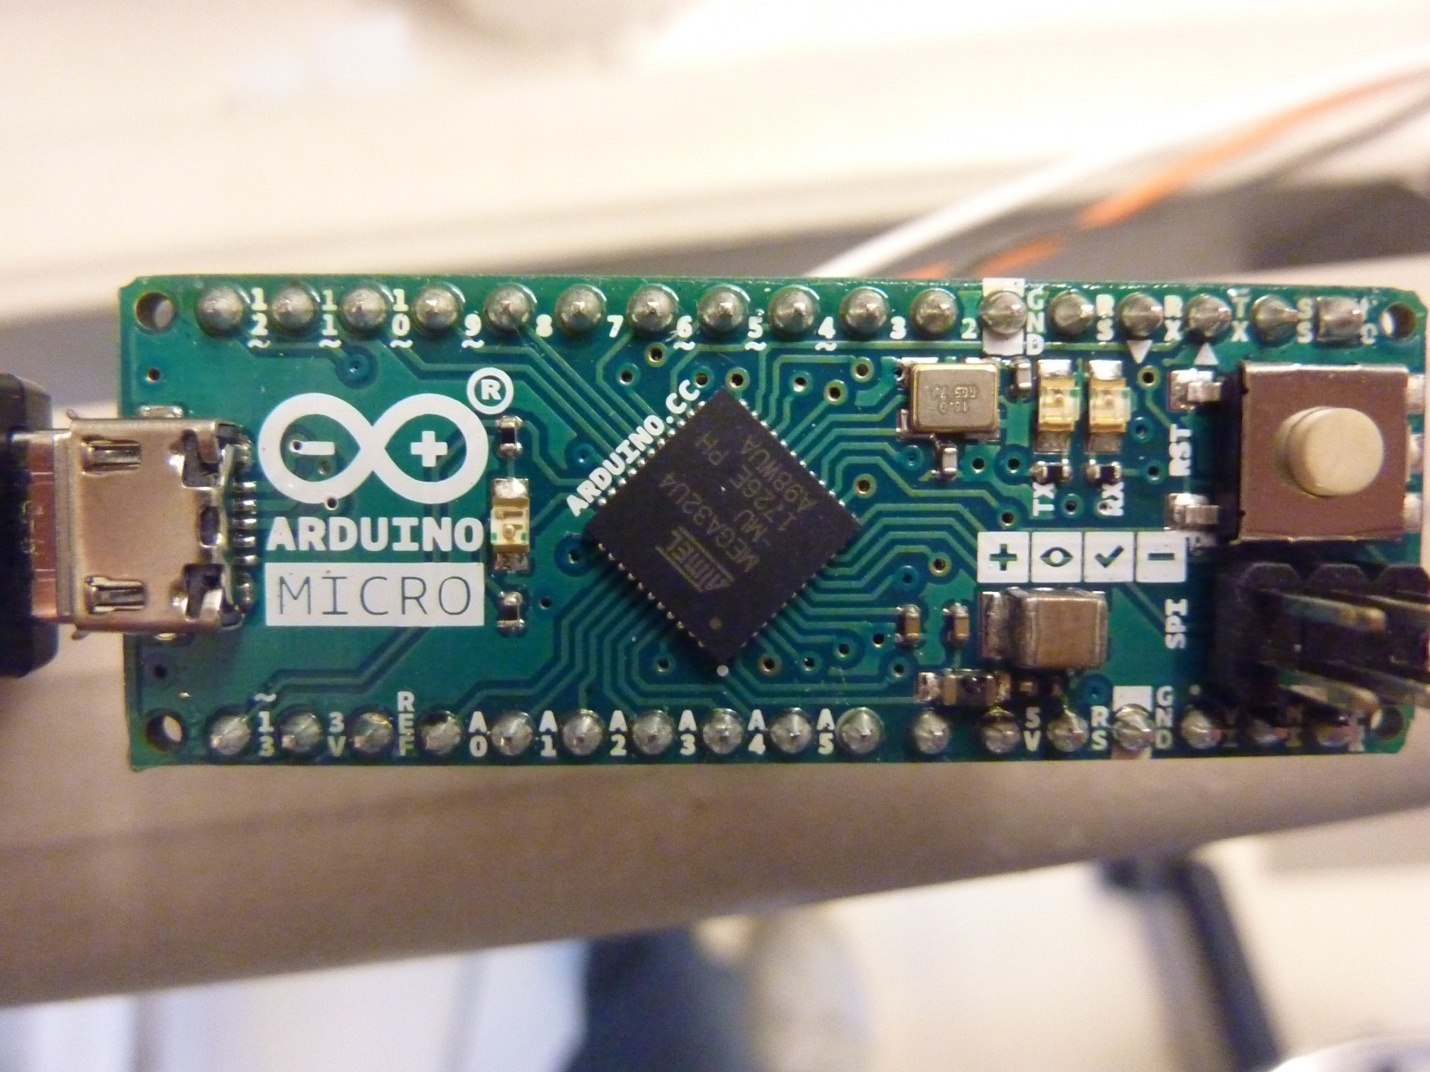 12~
11~
10~
9~
8
7
6~
5~
4~
3
2
GND
RS
RX
TX
SS
®
ARDUINO
MICRO
ARDUINO.CC
ATMEL
MEGA32U4
MU
1726E PH
A98WUA
TX
RX
RST
SPI
~13
3V
REF
A0
A1
A2
A3
A4
A5
5V
RS
GND